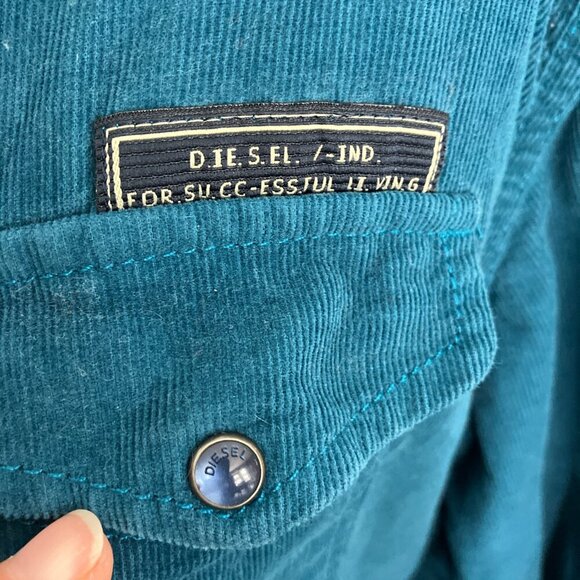 D.IE.S.EL. /-IND.
FOR.SU.CC-ESSFUL LI.VIN.G
DIESEL